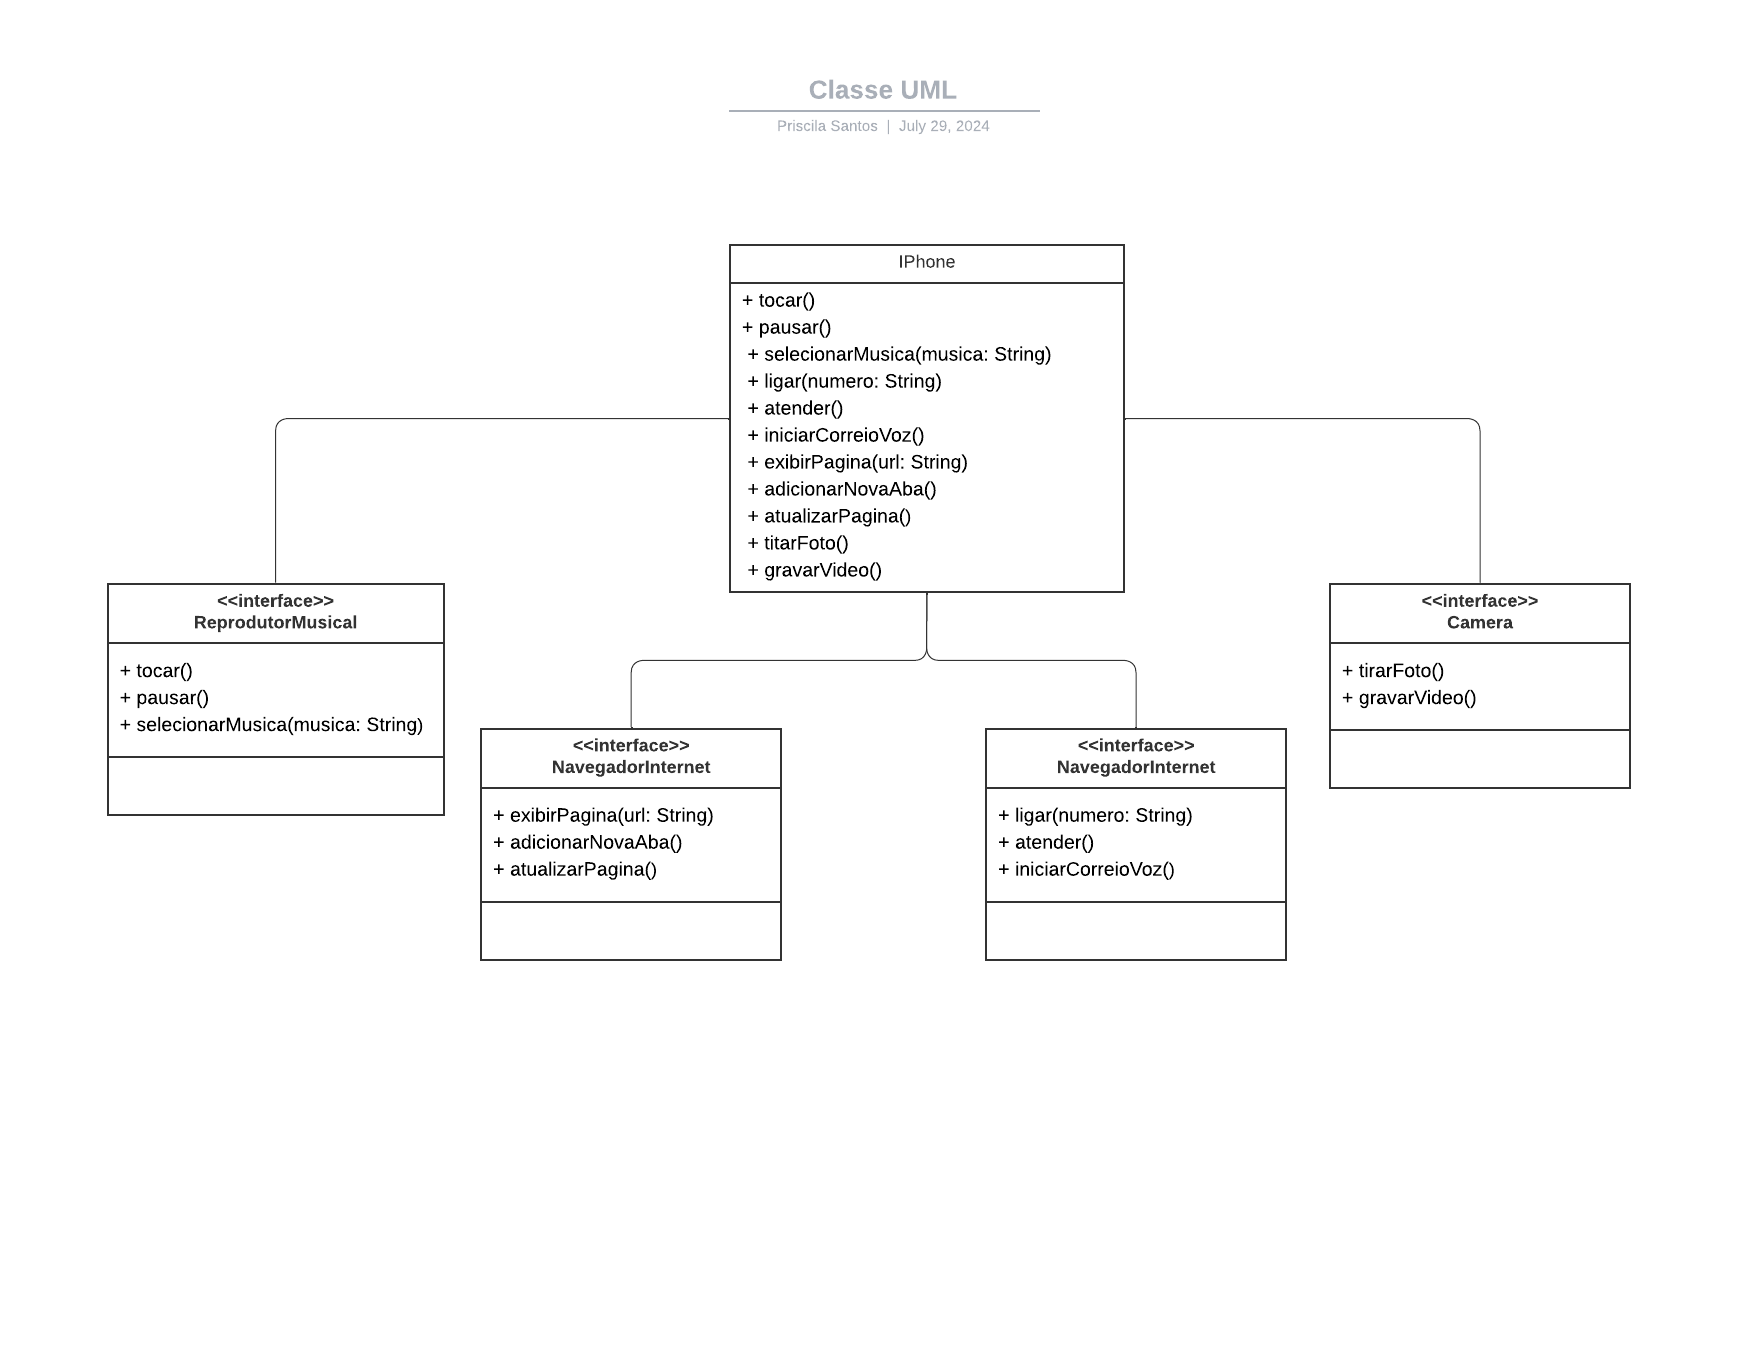 Classe UML
Priscila Santos | July 29, 2024
IPhone
+ tocar()
+ pausar()
+ selecionarMusica(musica: String)
+ ligar(numero: String)
+ atender()
+ iniciarCorreioVoz()
+ exibirPagina(url: String)
+ adicionarNovaAba()
+ atualizarPagina()
+ titarFoto()
+ gravarVideo()
<<interface>>
ReprodutorMusical
+ tocar()
+ pausar()
+ selecionarMusica(musica: String)
<<interface>>
NavegadorInternet
+ exibirPagina(url: String)
+ adicionarNovaAba()
+ atualizarPagina()
<<interface>>
NavegadorInternet
+ ligar(numero: String)
+ atender()
+ iniciarCorreioVoz()
<<interface>>
Camera
+ tirarFoto()
+ gravarVideo()